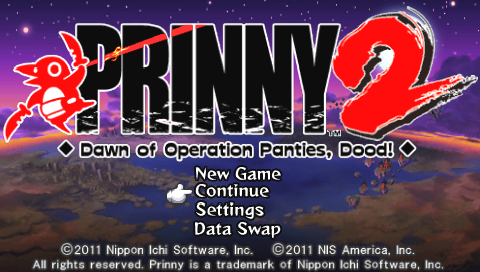 PRINNY 2 ™
◆ Dawn of Operation Panties, Dood! ◆
New Game
Continue
Settings
Data Swap
©2011 Nippon Ichi Software, Inc. ©2011 NIS America, Inc.
All rights reserved. Prinny is a trademark of Nippon Ichi Software, Inc.